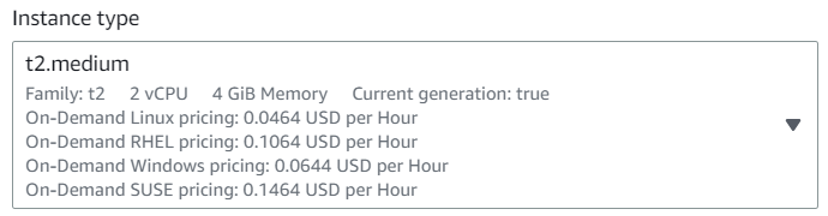 Instance type
t2.medium
Family: t2 2 vCPU 4 GiB Memory Current generation: true
On-Demand Linux pricing: 0.0464 USD per Hour
On-Demand RHEL pricing: 0.1064 USD per Hour
On-Demand Windows pricing: 0.0644 USD per Hour
On-Demand SUSE pricing: 0.1464 USD per Hour